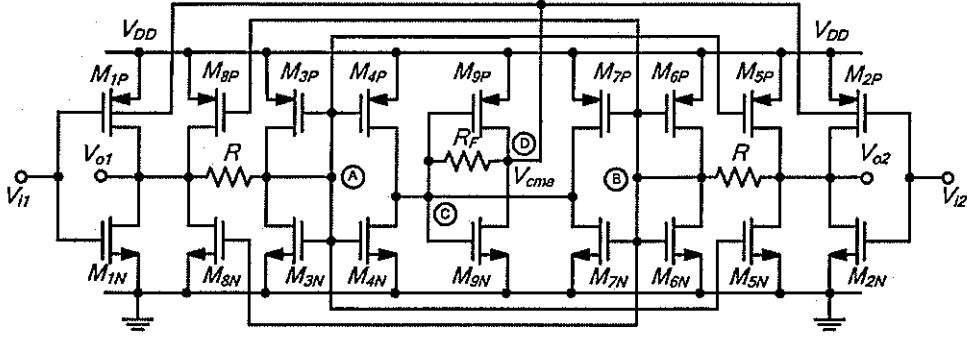 VDD VDD
M1P M8P M3P M4P M9P M7P M6P M5P M2P
RF D
Vo1 R A Vcma B R Vo2
Vi1 C Vi2
M1N M8N M3N M4N M9N M7N M6N M5N M2N